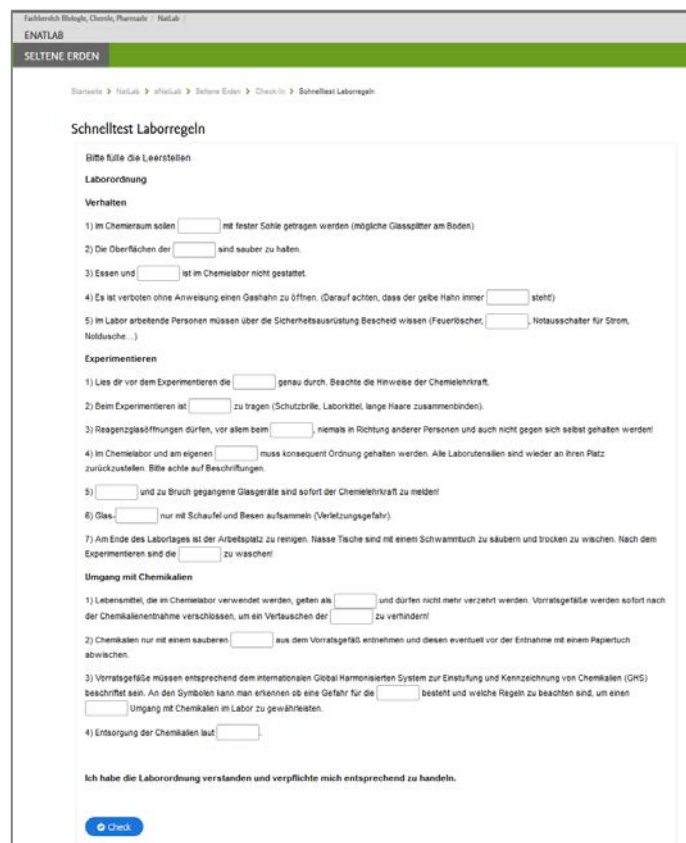 Fachbereich Biologie, Chemie, Pharmazie / NatLab /
ENATLAB
SELTENE ERDEN
Startseite > NatLab > eNatLab > Seltene Erden > Check-In > Schnelltest Laborregeln
Schnelltest Laborregeln
Bitte fülle die Leerstellen
Laborordnung
Verhalten
1) Im Chemieraum sollen mit fester Sohle getragen werden (mögliche Glassplitter am Boden)
2) Die Oberflächen der sind sauber zu halten.
3) Essen und ist im Chemielabor nicht gestattet.
4) Es ist verboten ohne Anweisung einen Gashahn zu öffnen. (Darauf achten, dass der gelbe Hahn immer steht!)
5) Im Labor arbeitende Personen müssen über die Sicherheitsausrüstung Bescheid wissen (Feuerlöscher, , Notausschalter für Strom,
Notdusche...)
Experimentieren
1) Lies dir vor dem Experimentieren die genau durch. Beachte die Hinweise der Chemielehrkraft.
2) Beim Experimentieren ist zu tragen (Schutzbrille, Laborkittel, lange Haare zusammenbinden).
3) Reagenzglasöffnungen dürfen, vor allem beim , niemals in Richtung anderer Personen und auch nicht gegen sich selbst gehalten werden!
4) Im Chemielabor und am eigenen muss konsequent Ordnung gehalten werden. Alle Laborutensilien sind wieder an ihren Platz
zurückzustellen. Bitte achte auf Beschriftungen.
5) und zu Bruch gegangene Glasgeräte sind sofort der Chemielehrkraft zu melden!
6) Glas- nur mit Schaufel und Besen aufsammeln (Verletzungsgefahr).
7) Am Ende des Labortages ist der Arbeitsplatz zu reinigen. Nasse Tische sind mit einem Schwammtuch zu säubern und trocken zu wischen. Nach dem
Experimentieren sind die zu waschen!
Umgang mit Chemikalien
1) Lebensmittel, die im Chemielabor verwendet werden, gelten als und dürfen nicht mehr verzehrt werden. Vorratsgefäße werden sofort nach
der Chemikalienentnahme verschlossen, um ein Vertauschen der zu verhindern!
2) Chemikalien nur mit einem sauberen aus dem Vorratsgefäß entnehmen und diesen eventuell vor der Entnahme mit einem Papiertuch
abwischen.
3) Vorratsgefäße müssen entsprechend dem internationalen Global Harmonisierten System zur Einstufung und Kennzeichnung von Chemikalien (GHS)
beschriftet sein. An den Symbolen kann man erkennen ob eine Gefahr für die besteht und welche Regeln zu beachten sind, um einen
Umgang mit Chemikalien im Labor zu gewährleisten.
4) Entsorgung der Chemikalien laut .
Ich habe die Laborordnung verstanden und verpflichte mich entsprechend zu handeln.
Check